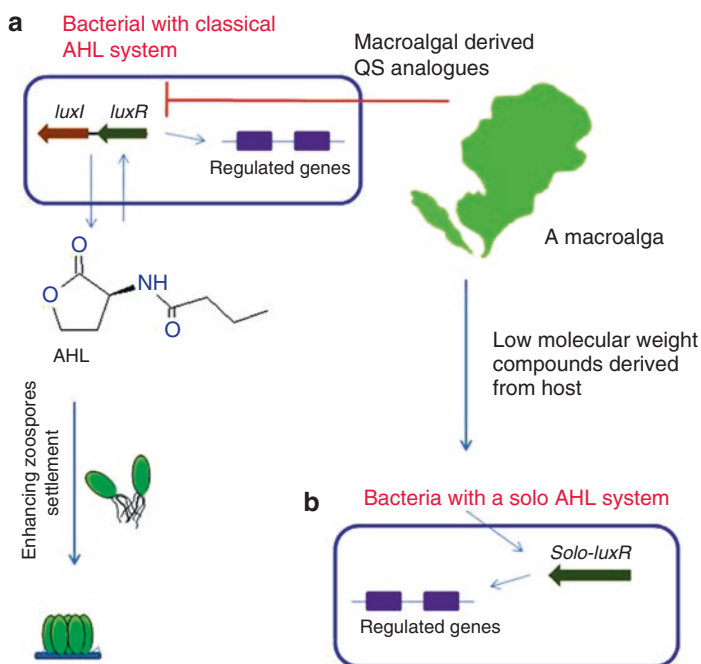 a
Bacterial with classical
AHL system
Macroalgal derived
QS analogues
luxI
luxR
Regulated genes
A macroalga
O
O
NH
O
AHL
Low molecular weight
compounds derived
from host
Enhancing zoospores
settlement
b
Bacteria with a solo AHL system
Solo-luxR
Regulated genes